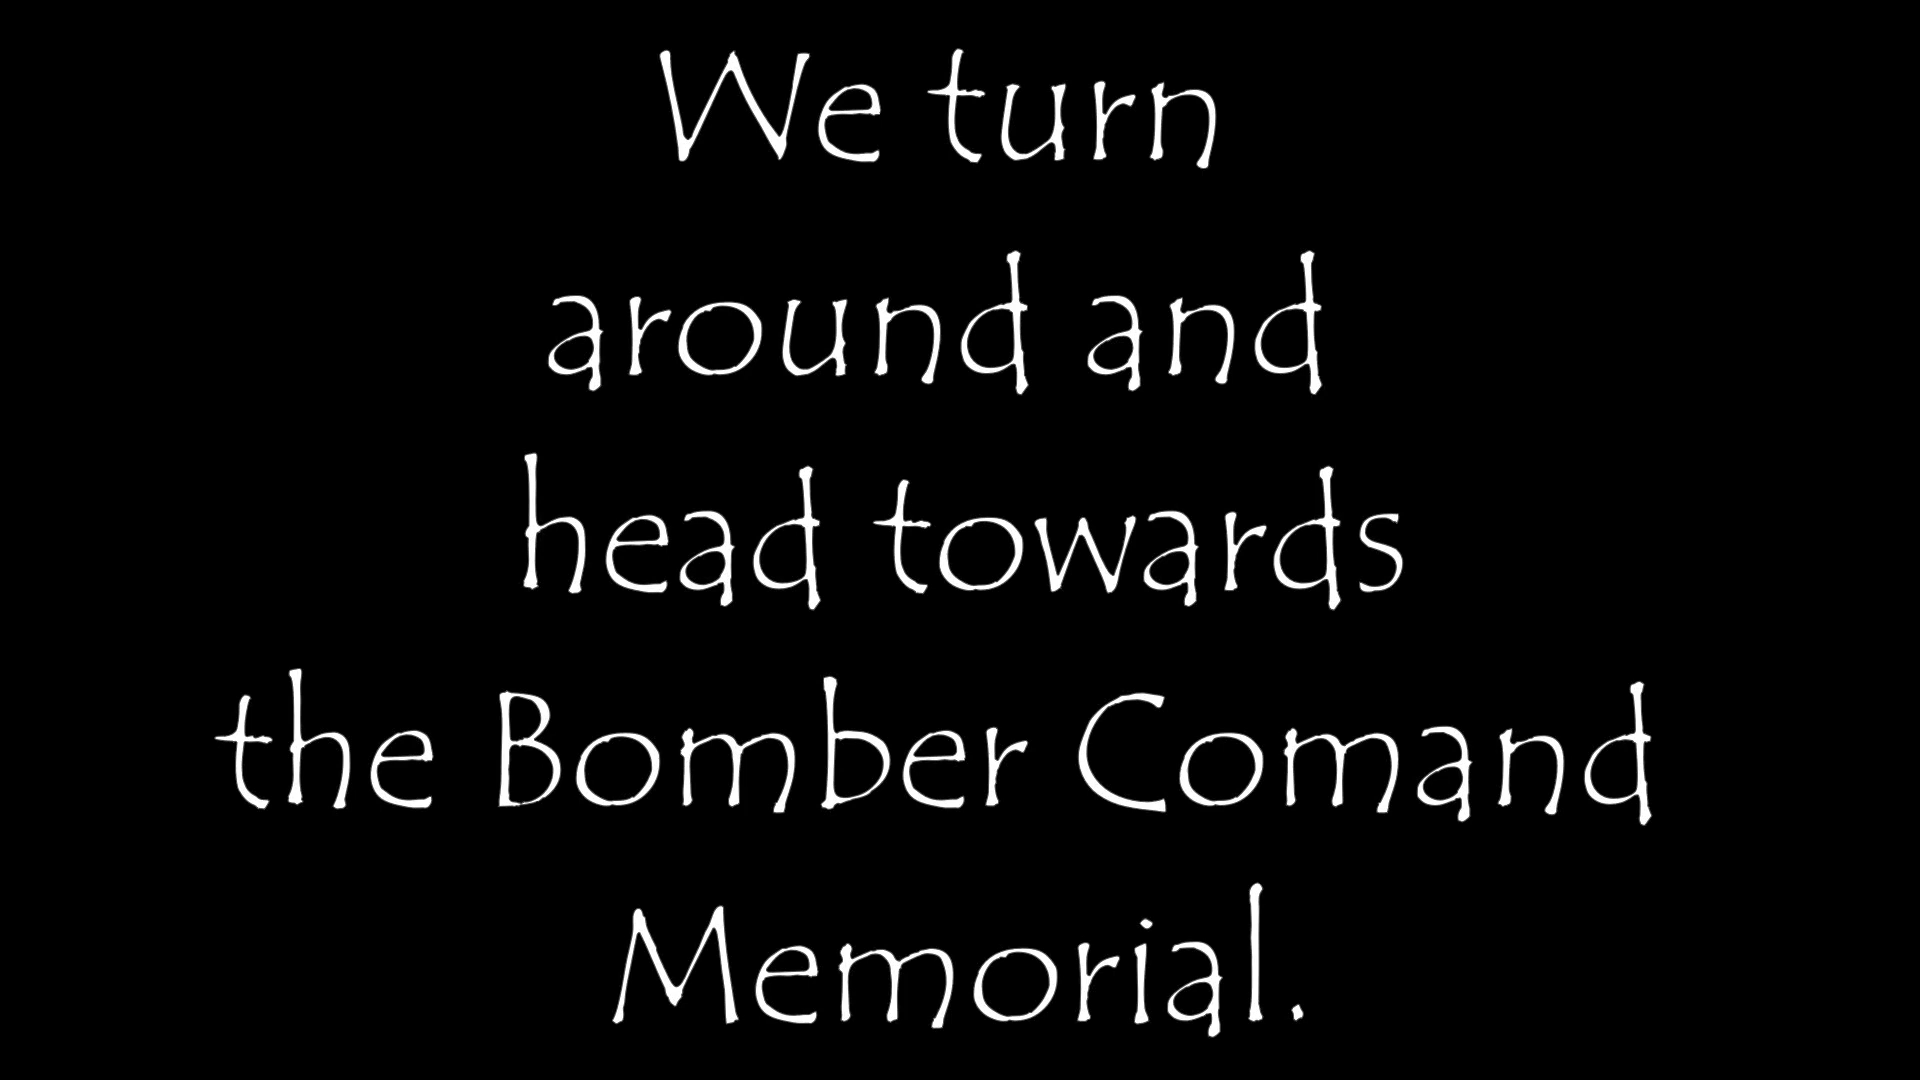 We turn
around and
head towards
the Bomber Comand
Memorial.